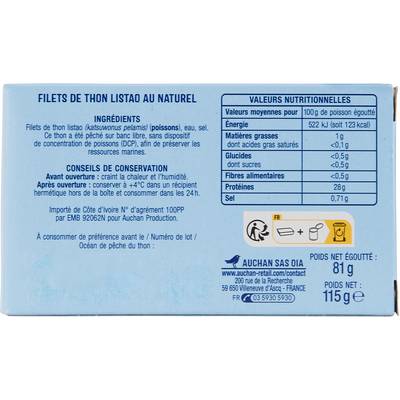 FILETS DE THON LISTAO AU NATUREL
INGRÉDIENTS
Filets de thon listao (katsuwonus pelamis) (poissons), eau, sel.
Ce thon a été pêché sur banc libre, sans dispositif
de concentration de poissons (DCP), afin de préserver les
ressources marines.
CONSEILS DE CONSERVATION
Avant ouverture : craint la chaleur et l'humidité.
Après ouverture : conserver à +4°C dans un récipient
hermétique hors de la boîte et à consommer dans les 24h.
Importé de Côte d'Ivoire N° d'agrément 100PP
par EMB 92062N pour Auchan Production.
À consommer de préférence avant le / Numéro de lot /
Océan de pêche du thon :
VALEURS NUTRITIONNELLES
Valeurs moyennes pour 100g de poisson égoutté
Énergie 522 kJ (soit 123 kcal)
Matières grasses 1g
dont acides gras saturés <0,1g
Glucides <0,5g
dont sucres <0,5g
Fibres alimentaires <0,5g
Protéines 28g
Sel 0,71g
FR
AUCHAN SAS OIA
www.auchan-retail.com/contact
200 rue de la Recherche
59 650 Villeneuve d'Ascq - FRANCE
FR 03 5930 5930
POIDS NET ÉGOUTTÉ :
81g
POIDS NET :
115g e